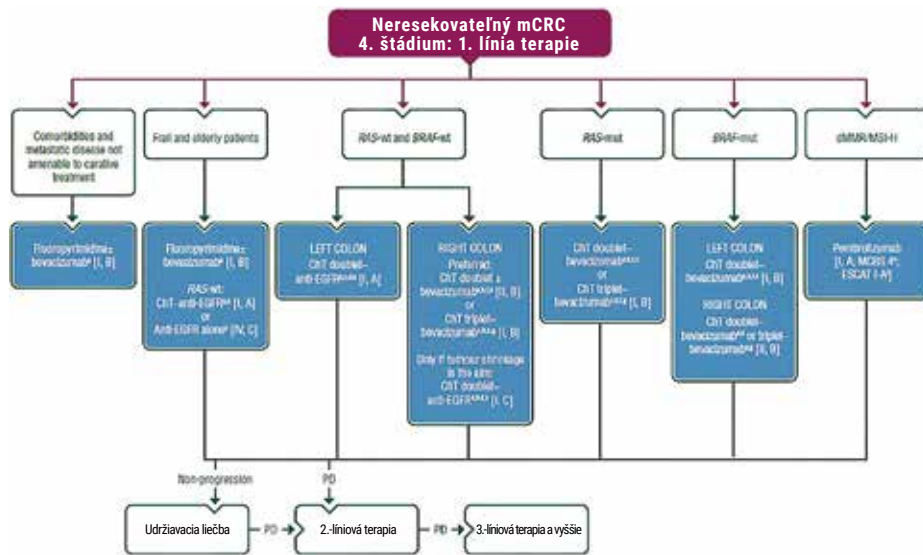 Neresekovateľný mCRC
4. štádium: 1. línia terapie
Comorbidities and
metastatic disease not
amenable to curative
treatment
Frail and elderly patients
RAS-wt and BRAF-wt
RAS-mut
BRAF-mut
dMMR/MSI-H
Fluoropyrimidine±
bevacizumab [I, B]
Fluoropyrimidine±
bevacizumab [I, B]
RAS-wt:
ChT–anti-EGFR [I, A]
or
Anti-EGFR alone [IV, C]
LEFT COLON
ChT doublet–
anti-EGFR [I, A]
RIGHT COLON
Preferred:
ChT doublet ±
bevacizumab [II, B]
or
ChT triplet–
bevacizumab [I, B]
Only if tumour shrinkage
is the aim:
ChT doublet–
anti-EGFR [I, C]
ChT doublet–
bevacizumab
or
ChT triplet–
bevacizumab [I, B]
LEFT COLON
ChT doublet–
bevacizumab [II, B]
RIGHT COLON
ChT doublet–
bevacizumab or triplet–
bevacizumab [II, B]
Pembrolizumab
[I, A; MCBS 4;
ESCAT I-A]
Non-progression
PD
Udržiavacia liečba
PD
2.-líniová terapia
PD
3.-líniová terapia a vyššie